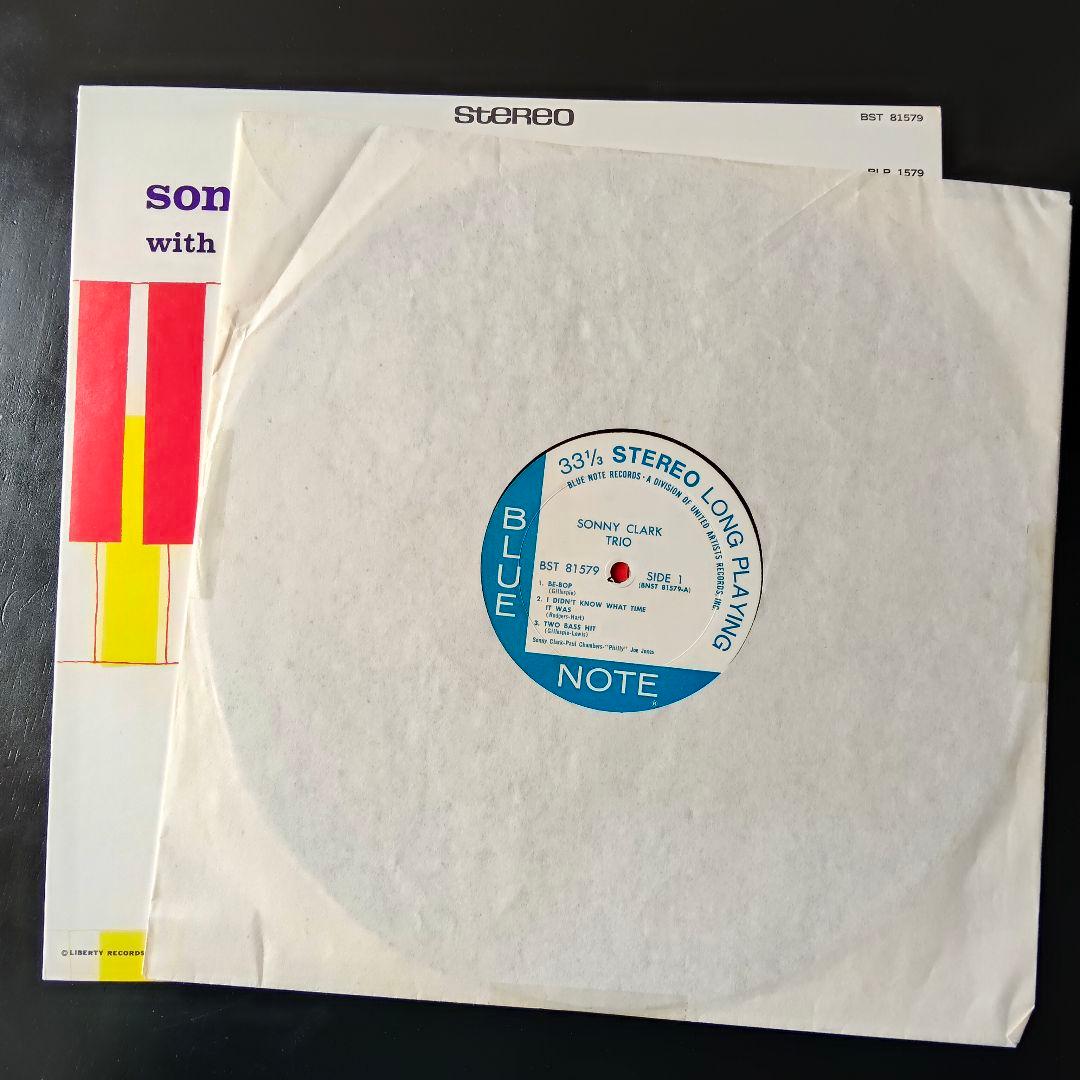 stereo
BST 81579
BLP 1579
son
with
© LIBERTY RECORDS
33 1/3 STEREO LONG PLAYING
BLUE NOTE RECORDS · A DIVISION OF UNITED ARTISTS RECORDS, INC.
SONNY CLARK
TRIO
BST 81579
SIDE 1
(BNST 81579-A)
1. BE-BOP
(Gillespie)
2. I DIDN'T KNOW WHAT TIME
IT WAS
(Rodgers-Hart)
3. TWO BASS HIT
(Gillespie-Lewis)
Sonny Clark-Paul Chambers-"Philly" Joe Jones
BLUE
NOTE
®